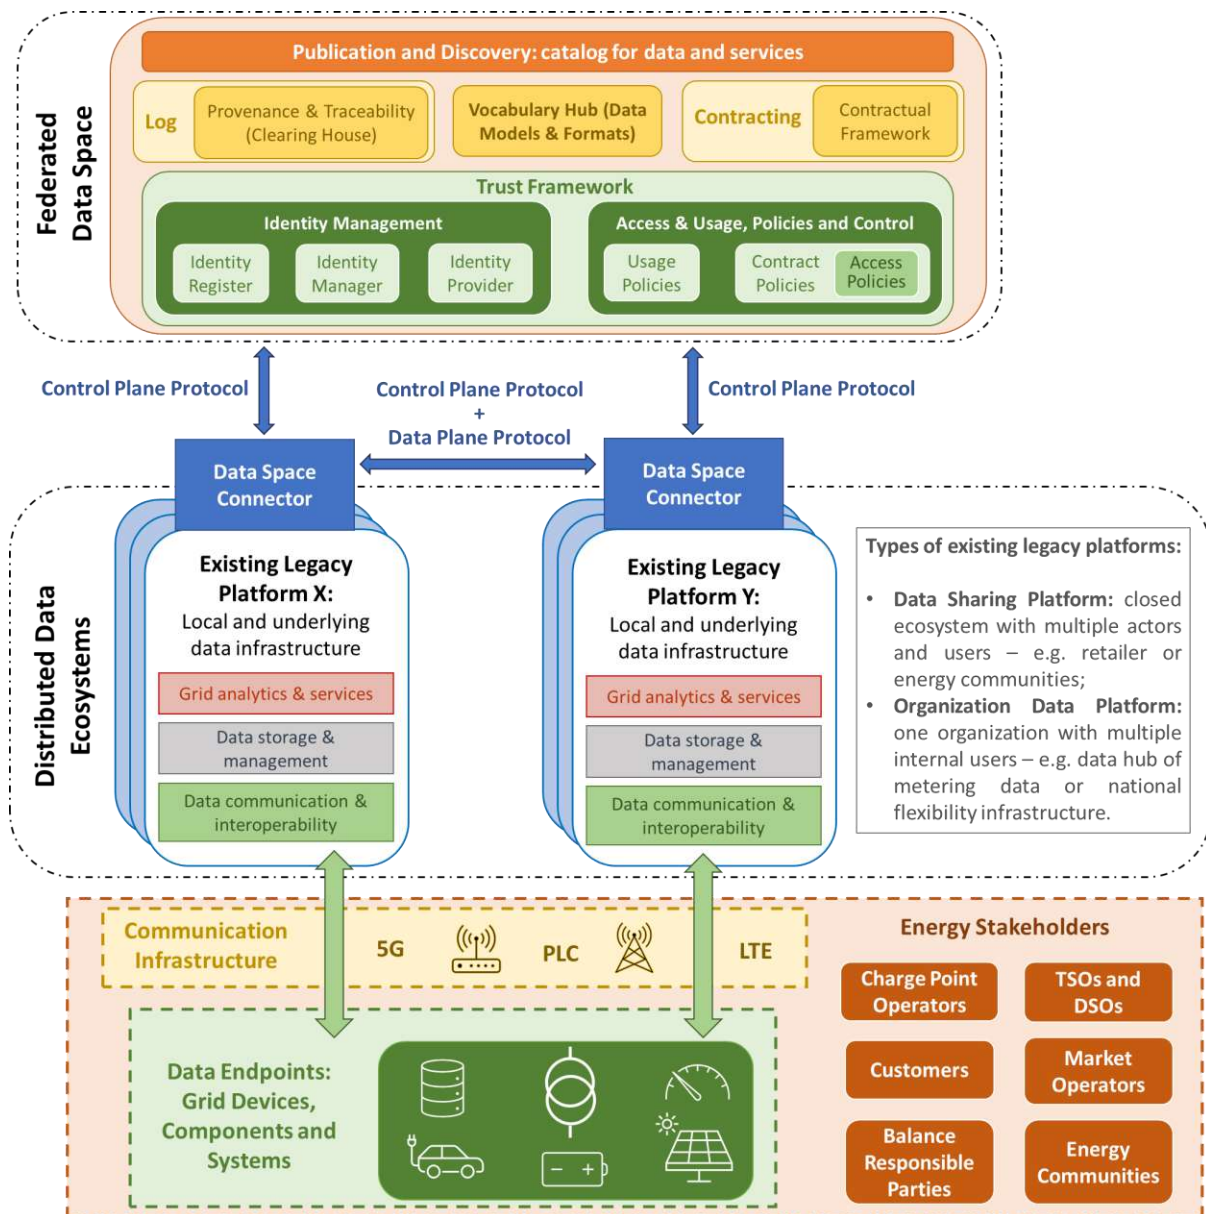 Federated
Data Space
Publication and Discovery: catalog for data and services
Log
Provenance & Traceability
(Clearing House)
Vocabulary Hub (Data
Models & Formats)
Contracting
Contractual
Framework
Trust Framework
Identity Management
Identity
Register
Identity
Manager
Identity
Provider
Access & Usage, Policies and Control
Usage
Policies
Contract
Policies
Access
Policies
Control Plane Protocol
Control Plane Protocol
+
Data Plane Protocol
Control Plane Protocol
Distributed Data
Ecosystems
Data Space
Connector
Existing Legacy
Platform X:
Local and underlying
data infrastructure
Grid analytics & services
Data storage &
management
Data communication &
interoperability
Data Space
Connector
Existing Legacy
Platform Y:
Local and underlying
data infrastructure
Grid analytics & services
Data storage &
management
Data communication &
interoperability
Types of existing legacy platforms:
• Data Sharing Platform: closed
ecosystem with multiple actors
and users – e.g. retailer or
energy communities;
• Organization Data Platform:
one organization with multiple
internal users – e.g. data hub of
metering data or national
flexibility infrastructure.
Communication
Infrastructure
5G
PLC
LTE
Data Endpoints:
Grid Devices,
Components and
Systems
Energy Stakeholders
Charge Point
Operators
TSOs and
DSOs
Customers
Market
Operators
Balance
Responsible
Parties
Energy
Communities